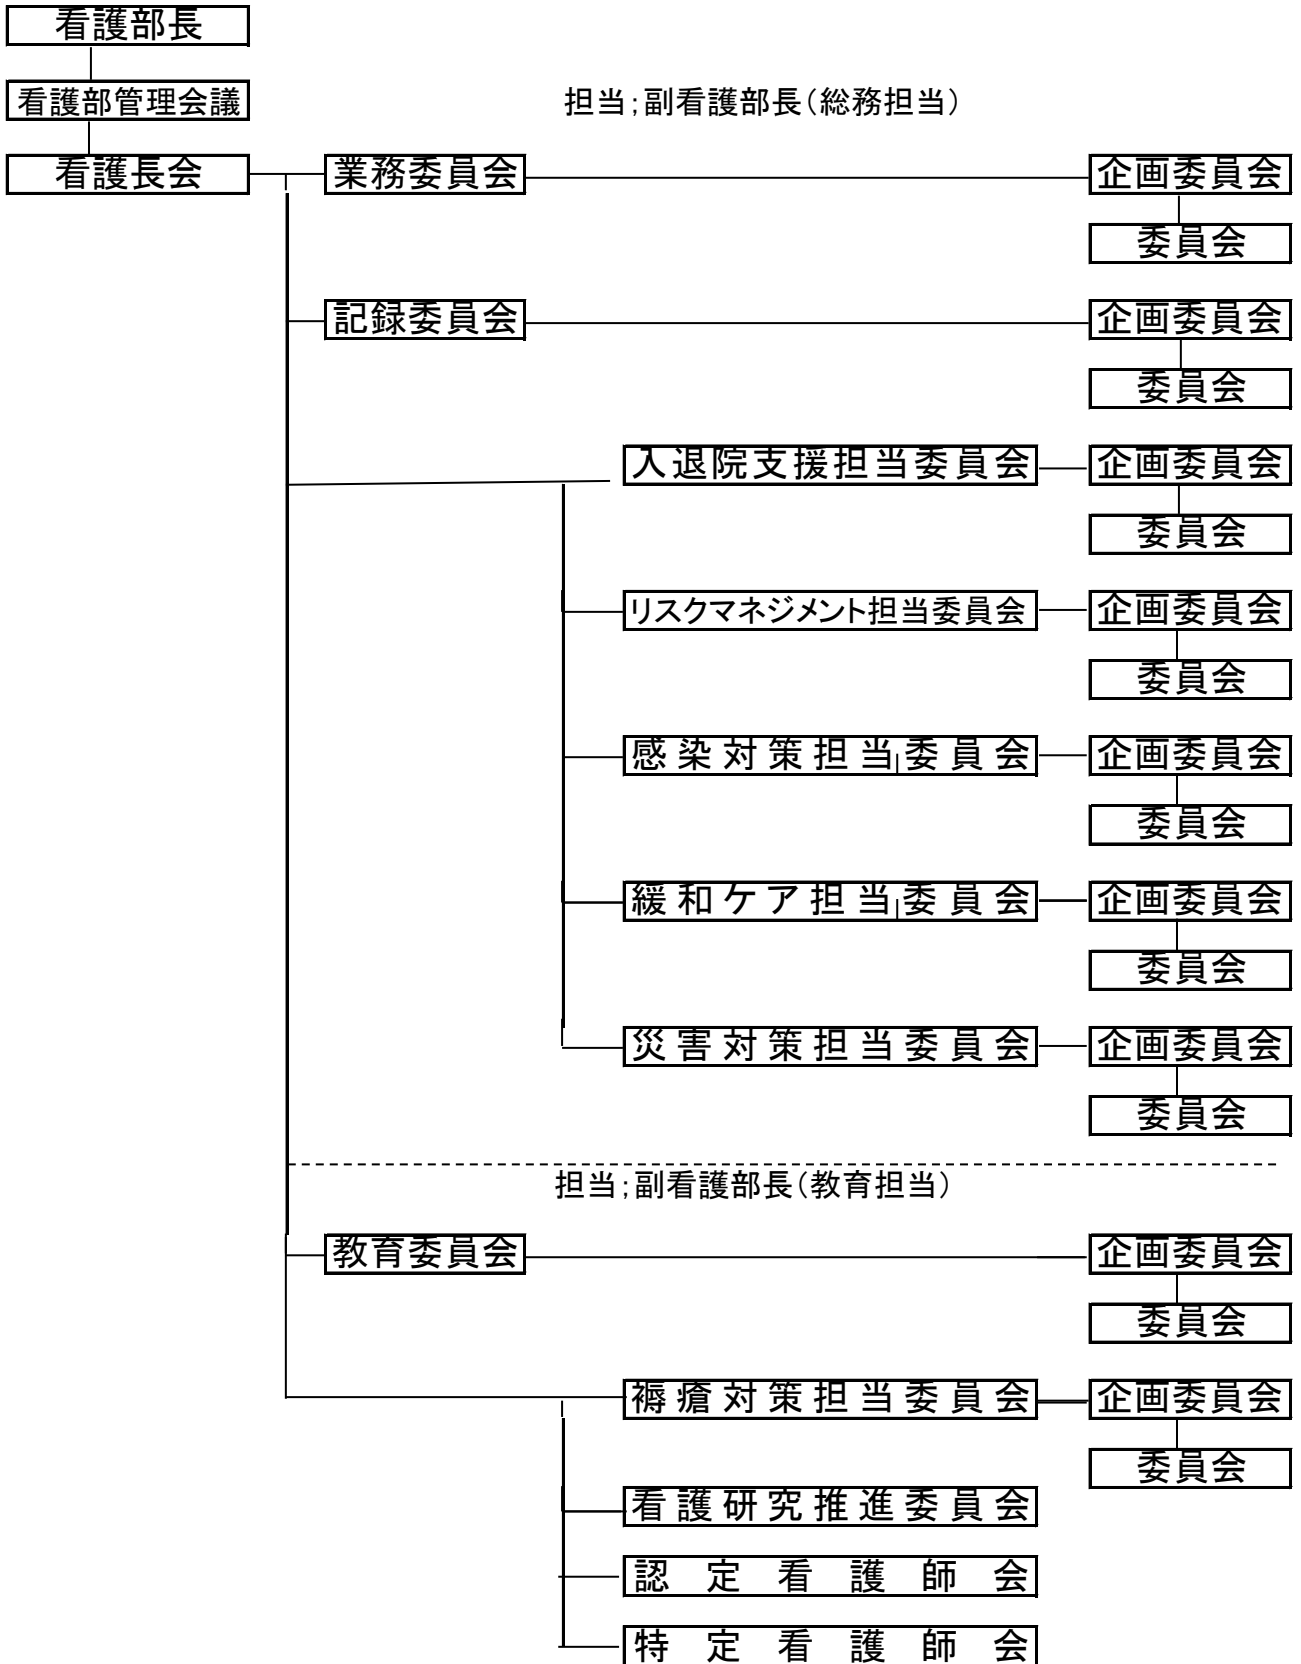 看護部長
看護部管理会議
担当;副看護部長(総務担当)
看護長会 業務委員会 企画委員会
委員会
記録委員会 企画委員会
委員会
入退院支援担当委員会 企画委員会
委員会
リスクマネジメント担当委員会 企画委員会
委員会
感染対策担当委員会 企画委員会
委員会
緩和ケア担当委員会 企画委員会
委員会
災害対策担当委員会 企画委員会
委員会
担当;副看護部長(教育担当)
教育委員会 企画委員会
委員会
褥瘡対策担当委員会 企画委員会
委員会
看護研究推進委員会
認定看護師会
特定看護師会